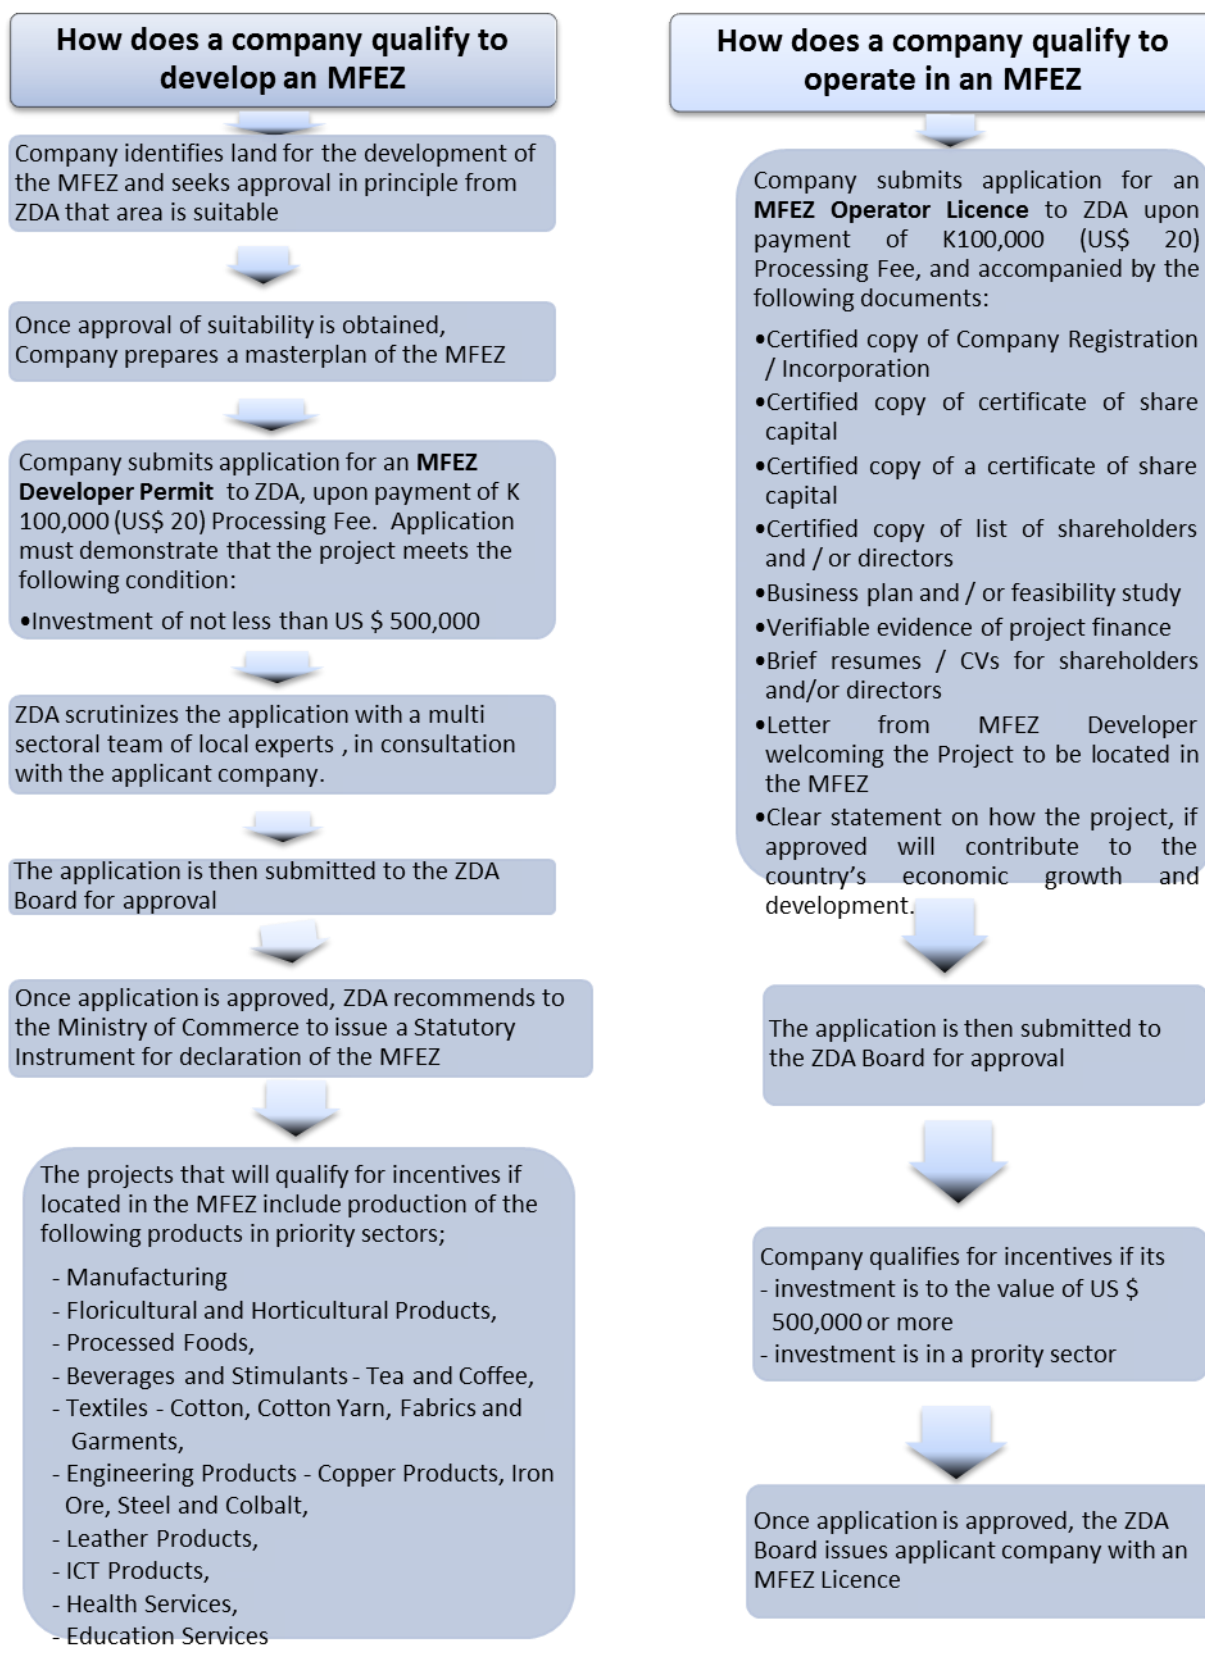 How does a company qualify to
develop an MFEZ
Company identifies land for the development of
the MFEZ and seeks approval in principle from
ZDA that area is suitable
Once approval of suitability is obtained,
Company prepares a masterplan of the MFEZ
Company submits application for an MFEZ
Developer Permit to ZDA, upon payment of K
100,000 (US$ 20) Processing Fee. Application
must demonstrate that the project meets the
following condition:
•Investment of not less than US $ 500,000
ZDA scrutinizes the application with a multi
sectoral team of local experts , in consultation
with the applicant company.
The application is then submitted to the ZDA
Board for approval
Once application is approved, ZDA recommends to
the Ministry of Commerce to issue a Statutory
Instrument for declaration of the MFEZ
The projects that will qualify for incentives if
located in the MFEZ include production of the
following products in priority sectors;
- Manufacturing
- Floricultural and Horticultural Products,
- Processed Foods,
- Beverages and Stimulants - Tea and Coffee,
- Textiles - Cotton, Cotton Yarn, Fabrics and
Garments,
- Engineering Products - Copper Products, Iron
Ore, Steel and Colbalt,
- Leather Products,
- ICT Products,
- Health Services,
- Education Services
How does a company qualify to
operate in an MFEZ
Company submits application for an
MFEZ Operator Licence to ZDA upon
payment of K100,000 (US$ 20)
Processing Fee, and accompanied by the
following documents:
•Certified copy of Company Registration
/ Incorporation
•Certified copy of certificate of share
capital
•Certified copy of a certificate of share
capital
•Certified copy of list of shareholders
and / or directors
•Business plan and / or feasibility study
•Verifiable evidence of project finance
•Brief resumes / CVs for shareholders
and/or directors
•Letter from MFEZ Developer
welcoming the Project to be located in
the MFEZ
•Clear statement on how the project, if
approved will contribute to the
country's economic growth and
development.
The application is then submitted to
the ZDA Board for approval
Company qualifies for incentives if its
- investment is to the value of US $
500,000 or more
- investment is in a prority sector
Once application is approved, the ZDA
Board issues applicant company with an
MFEZ Licence